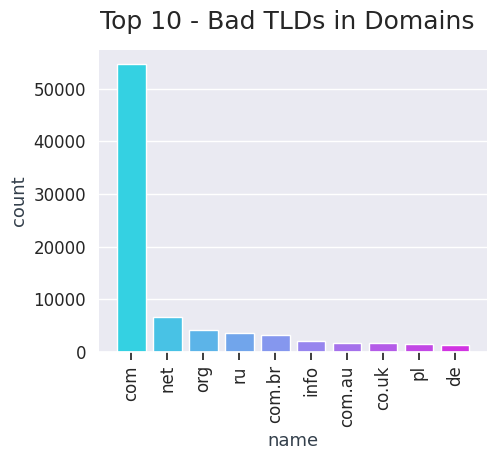 Top 10 - Bad TLDs in Domains
50000
40000
30000
20000
10000
0
count
com
net
org
ru
com.br
info
com.au
co.uk
pl
de
name